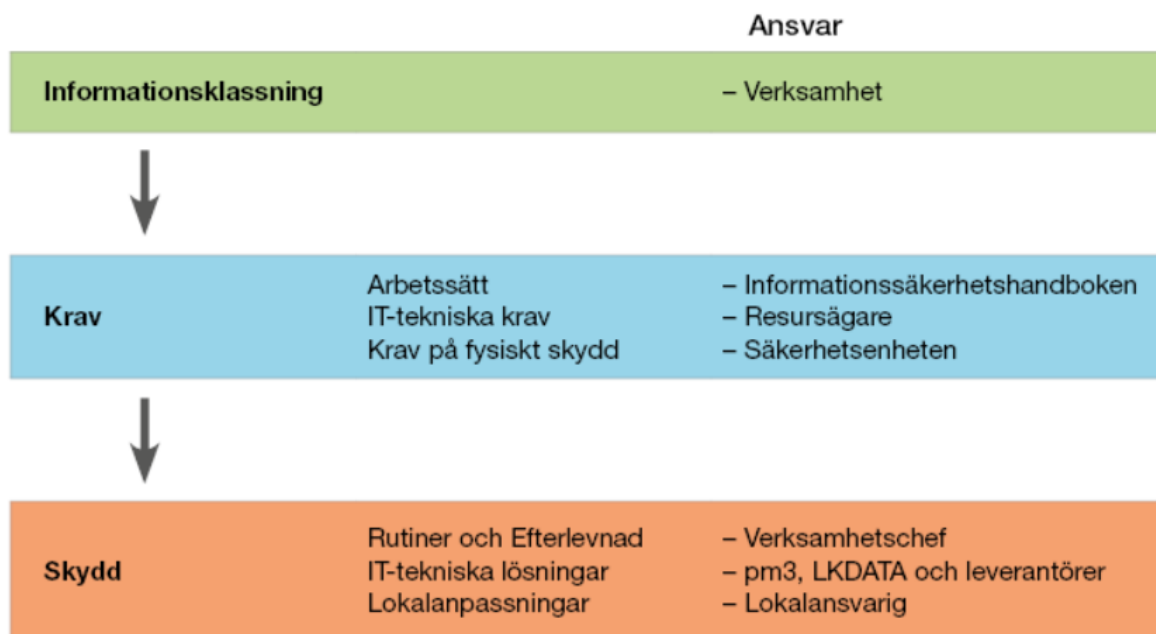 Ansvar
Informationsklassning – Verksamhet
Arbetssätt – Informationssäkerhetshandboken
Krav IT-tekniska krav – Resursägare
Krav på fysiskt skydd – Säkerhetsenheten
Rutiner och Efterlevnad – Verksamhetschef
Skydd IT-tekniska lösningar – pm3, LKDATA och leverantörer
Lokalanpassningar – Lokalansvarig